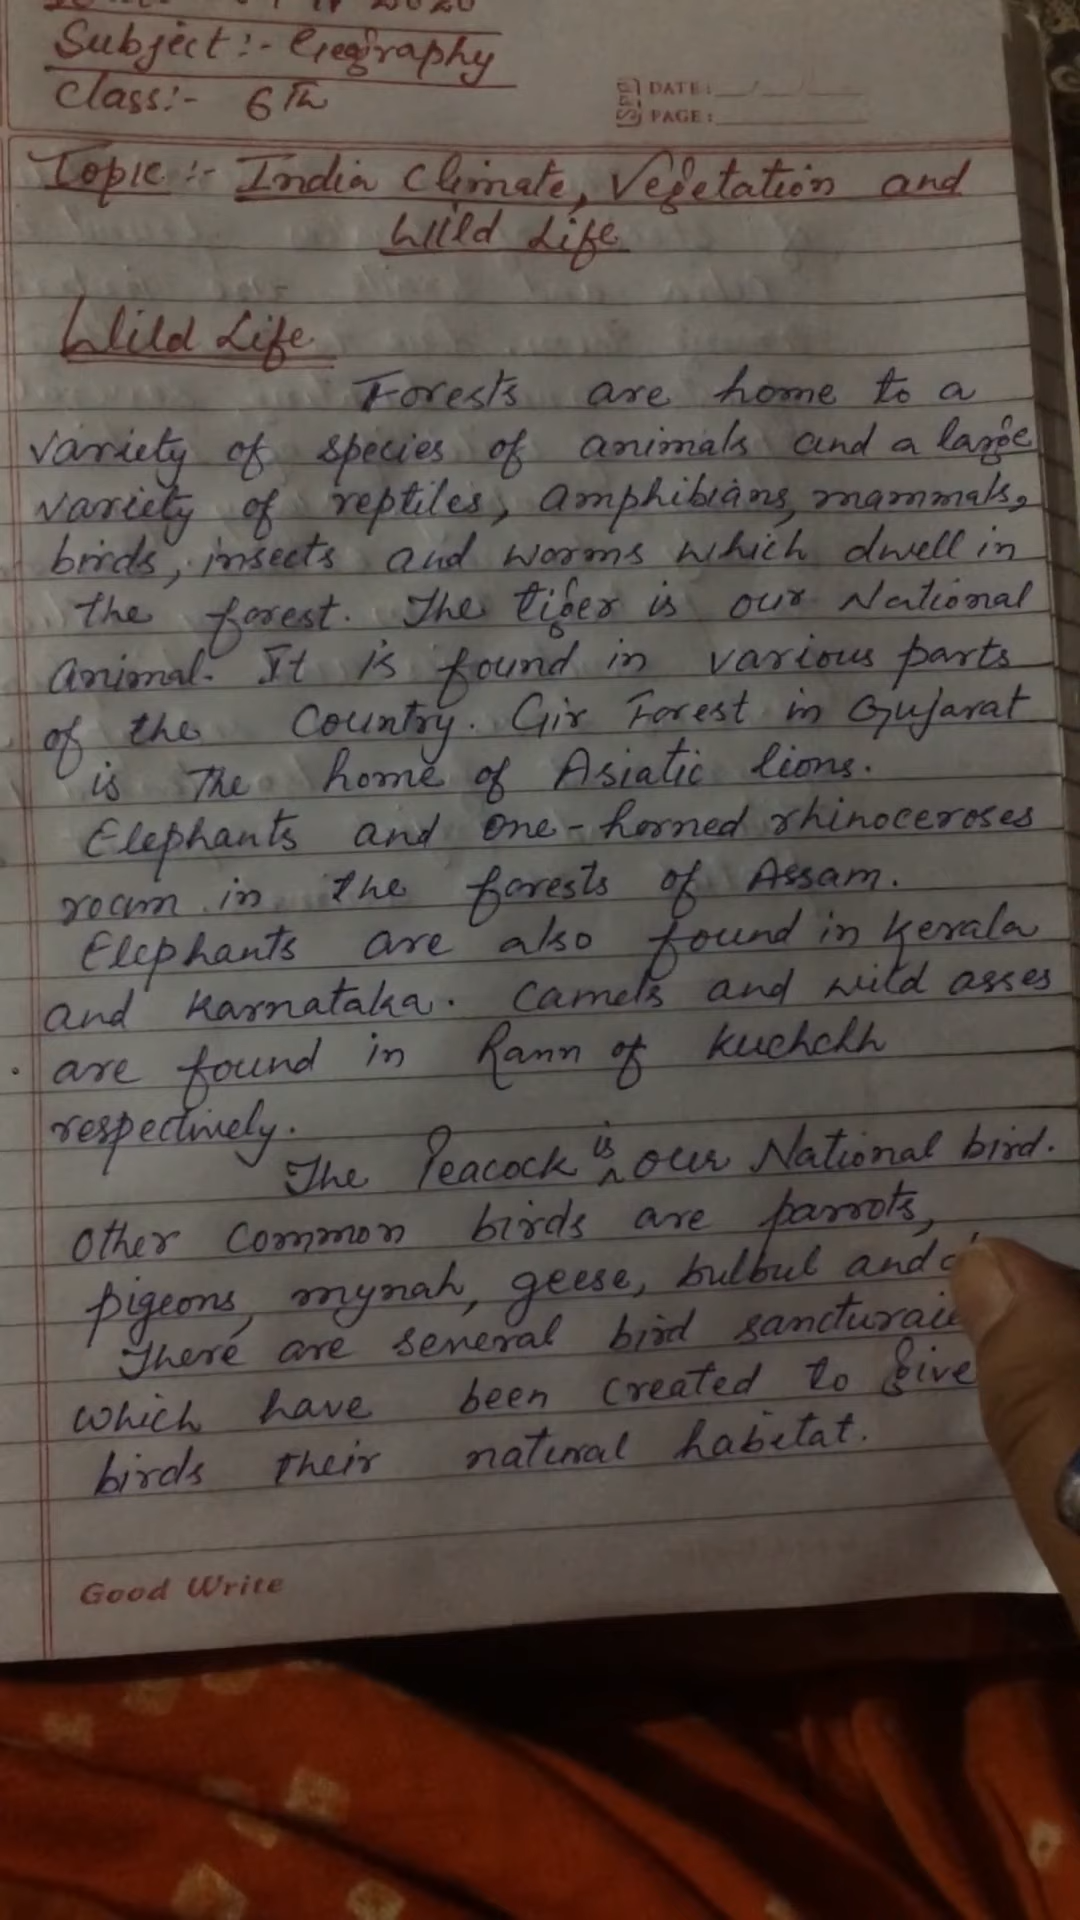 2020
Subject:- Geography
Class:- 6Th
DATE: __/__/____
PAGE: ________
Topic :- India Climate, Vegetation and
Wild Life
Wild Life
Forests are home to a
variety of species of animals and a large
variety of reptiles, amphibians, mammals,
birds, insects and worms which dwell in
the forest. The tiger is our National
animal. It is found in various parts
of the Country. Gir Forest in Gujarat
is The home of Asiatic lions.
Elephants and one-horned rhinoceroses
roam in the forests of Assam.
Elephants are also found in Kerala
and Karnataka. Camels and wild asses
are found in Rann of Kuchchh
respectively.
The Peacock is our National bird.
Other Common birds are parrots,
pigeons, mynah, geese, bulbul and
There are several bird
which have been created to give
birds their natural habitat.
Good Write